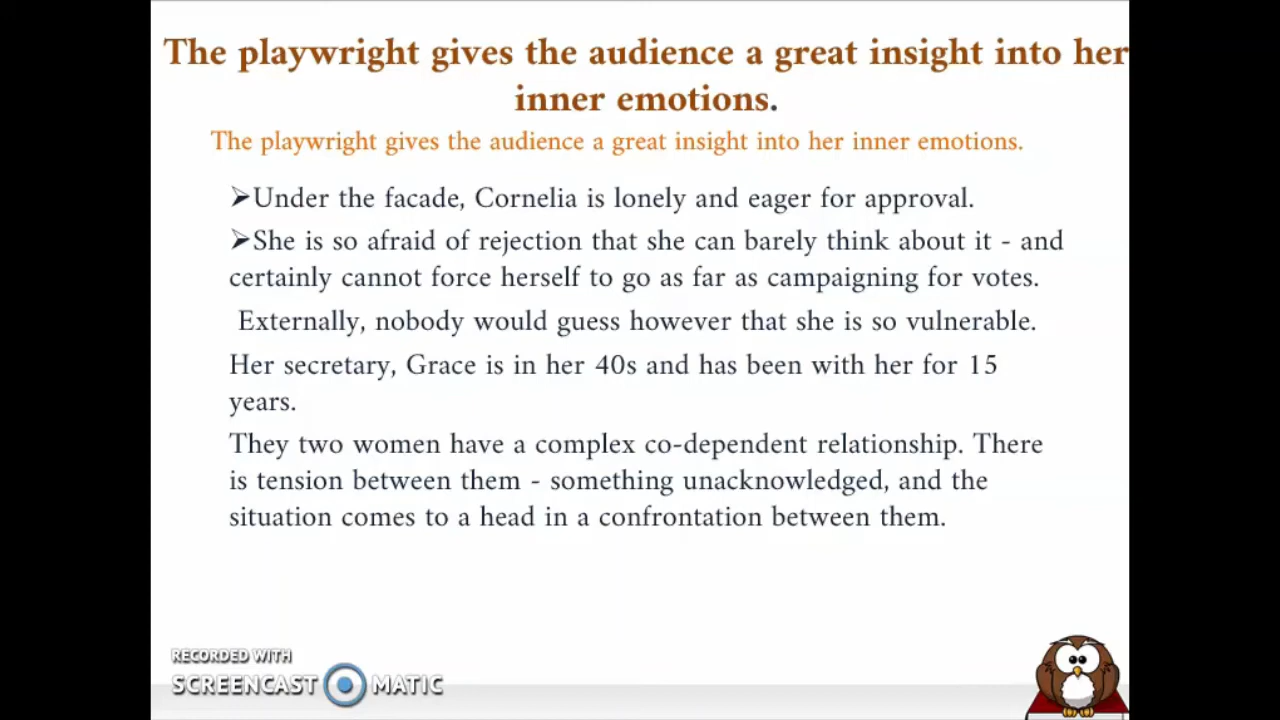 The playwright gives the audience a great insight into her
inner emotions.
The playwright gives the audience a great insight into her inner emotions.
➢Under the facade, Cornelia is lonely and eager for approval.
➢She is so afraid of rejection that she can barely think about it - and
certainly cannot force herself to go as far as campaigning for votes.
Externally, nobody would guess however that she is so vulnerable.
Her secretary, Grace is in her 40s and has been with her for 15
years.
They two women have a complex co-dependent relationship. There
is tension between them - something unacknowledged, and the
situation comes to a head in a confrontation between them.
RECORDED WITH
SCREENCAST MATIC